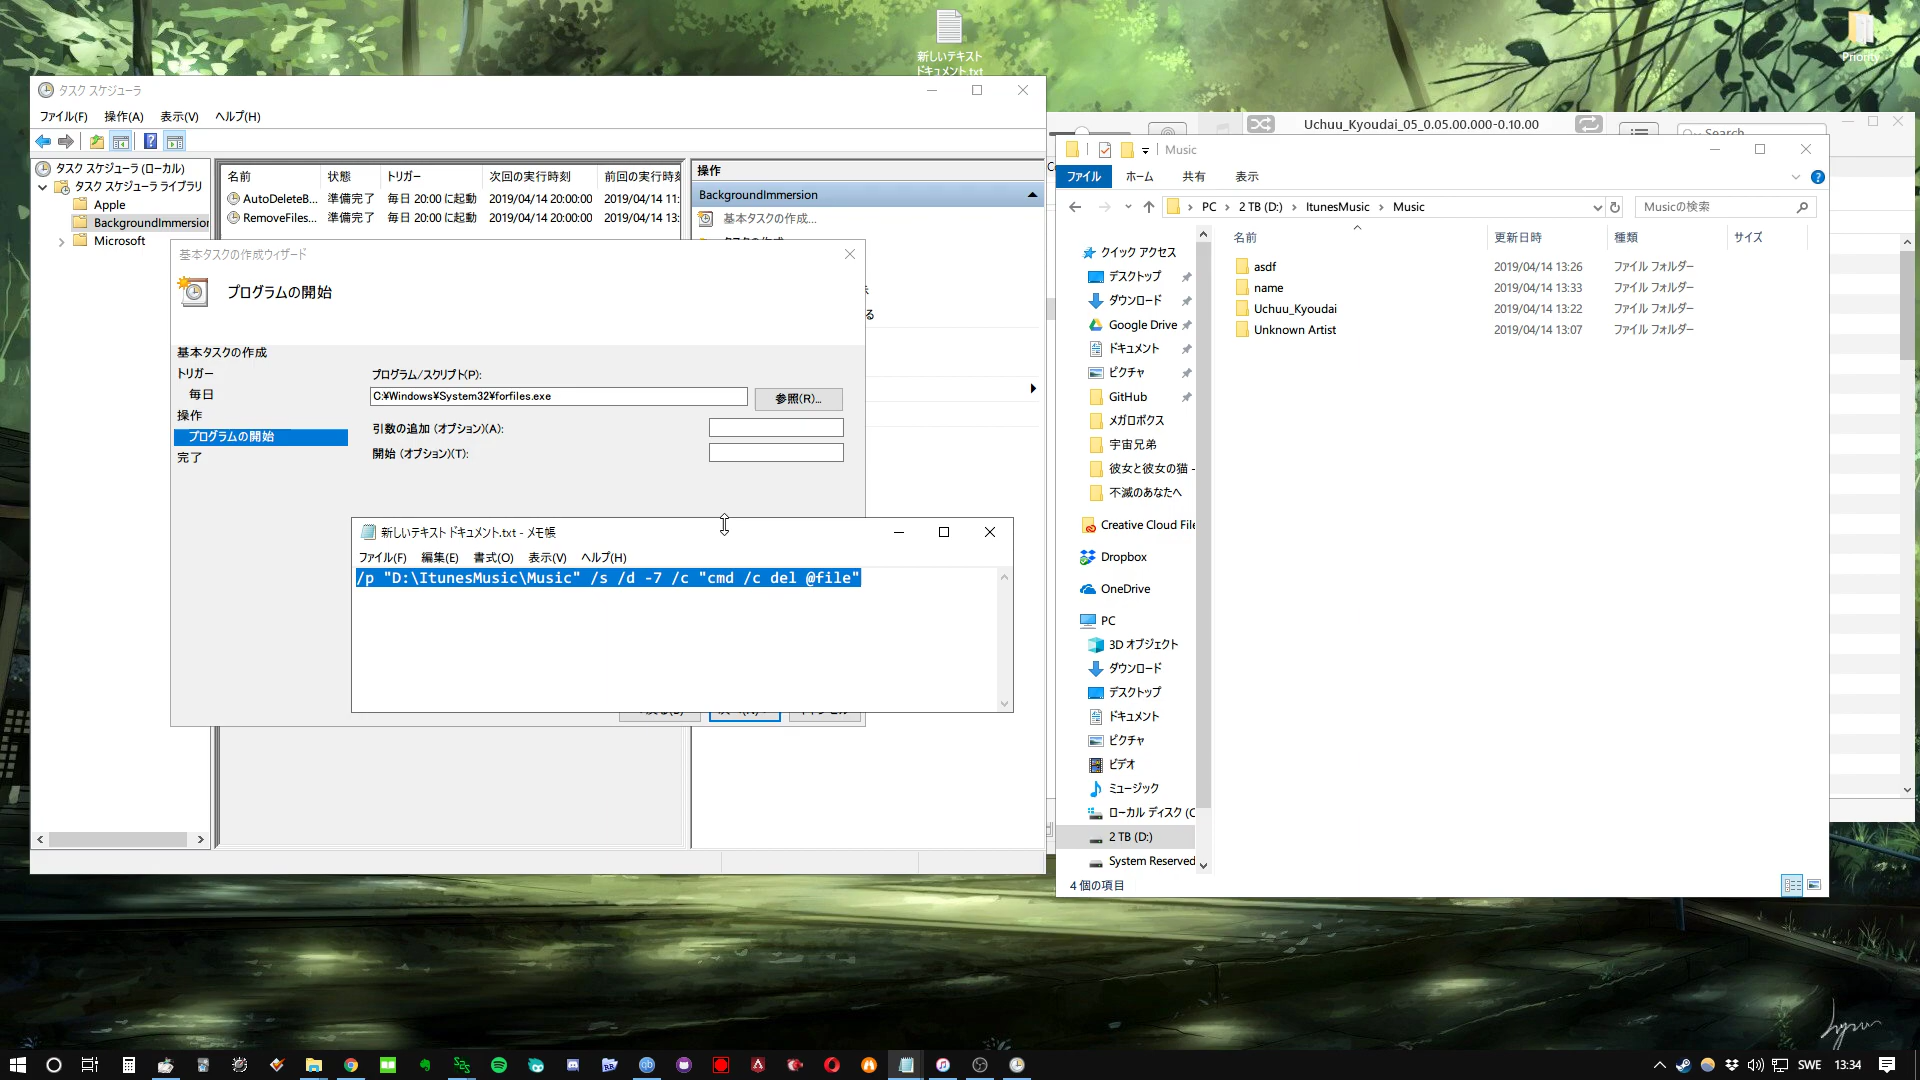 新しいテキスト
ドキュメント.txt
Priority
タスク スケジューラ
ファイル(F) 操作(A) 表示(V) ヘルプ(H)
タスク スケジューラ (ローカル)
タスク スケジューラ ライブラリ
Apple
BackgroundImmersion
Microsoft
名前 状態 トリガー 次回の実行時刻 前回の実行時刻
AutoDeleteB... 準備完了 毎日 20:00 に起動 2019/04/14 20:00:00 2019/04/14 11:
RemoveFiles... 準備完了 毎日 20:00 に起動 2019/04/14 20:00:00 2019/04/14 13:
操作
BackgroundImmersion
基本タスクの作成...
る
基本タスクの作成ウィザード
プログラムの開始
基本タスクの作成
トリガー
毎日
操作
プログラムの開始
完了
プログラム/スクリプト(P):
C:¥Windows¥System32¥forfiles.exe
参照(R)...
引数の追加 (オプション)(A):
開始 (オプション)(T):
新しいテキスト ドキュメント.txt - メモ帳
ファイル(F) 編集(E) 書式(O) 表示(V) ヘルプ(H)
/p "D:\ItunesMusic\Music" /s /d -7 /c "cmd /c del @file"
Uchuu_Kyoudai_05_0.05.00.000-0.10.00
Search
Music
ファイル ホーム 共有 表示
PC 2 TB (D:) ItunesMusic Music
Musicの検索
名前 更新日時 種類 サイズ
asdf 2019/04/14 13:26 ファイル フォルダー
name 2019/04/14 13:33 ファイル フォルダー
Uchuu_Kyoudai 2019/04/14 13:22 ファイル フォルダー
Unknown Artist 2019/04/14 13:07 ファイル フォルダー
クイック アクセス
デスクトップ
ダウンロード
Google Drive
ドキュメント
ピクチャ
GitHub
メガロボクス
宇宙兄弟
彼女と彼女の猫 -
不滅のあなたへ
Creative Cloud File
Dropbox
OneDrive
PC
3D オブジェクト
ダウンロード
デスクトップ
ドキュメント
ピクチャ
ビデオ
ミュージック
ローカル ディスク (C
2 TB (D:)
System Reserved
4 個の項目
SWE 13:34